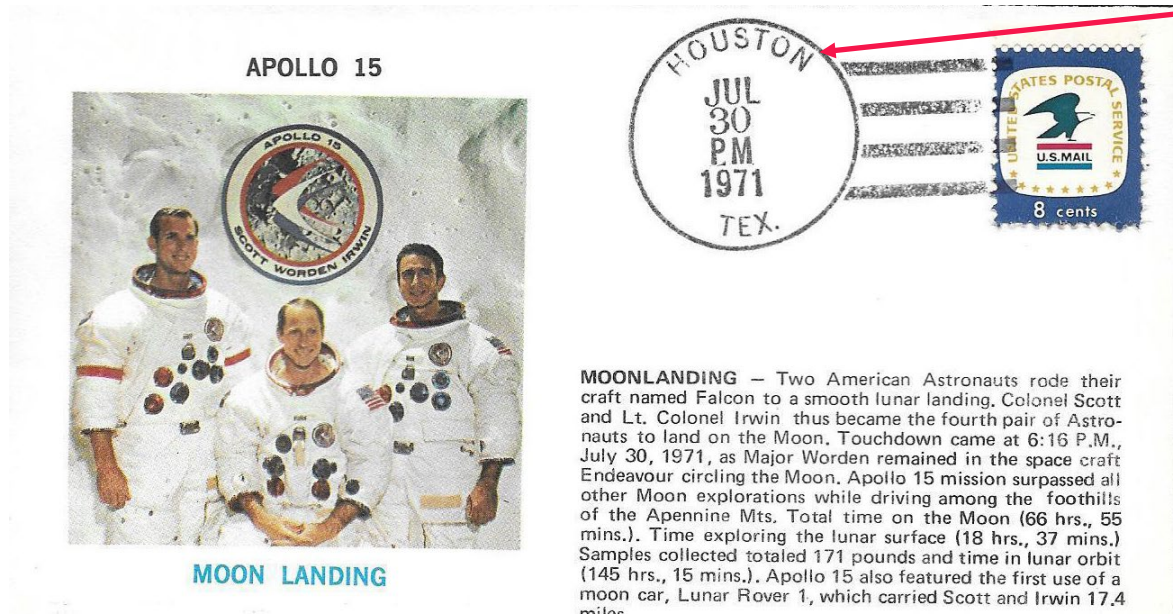 APOLLO 15
APOLLO 15
SCOTT WORDEN IRWIN
MOON LANDING
HOUSTON
JUL
30
PM
1971
TEX.
UNITED STATES POSTAL SERVICE
U.S.MAIL
8 cents
MOONLANDING — Two American Astronauts rode their
craft named Falcon to a smooth lunar landing. Colonel Scott
and Lt. Colonel Irwin thus became the fourth pair of Astro-
nauts to land on the Moon. Touchdown came at 6:16 P.M.,
July 30, 1971, as Major Worden remained in the space craft
Endeavour circling the Moon. Apollo 15 mission surpassed all
other Moon explorations while driving among the foothills
of the Apennine Mts. Total time on the Moon (66 hrs., 55
mins.). Time exploring the lunar surface (18 hrs., 37 mins.)
Samples collected totaled 171 pounds and time in lunar orbit
(145 hrs., 15 mins.). Apollo 15 also featured the first use of a
moon car, Lunar Rover 1, which carried Scott and Irwin 17.4
miles